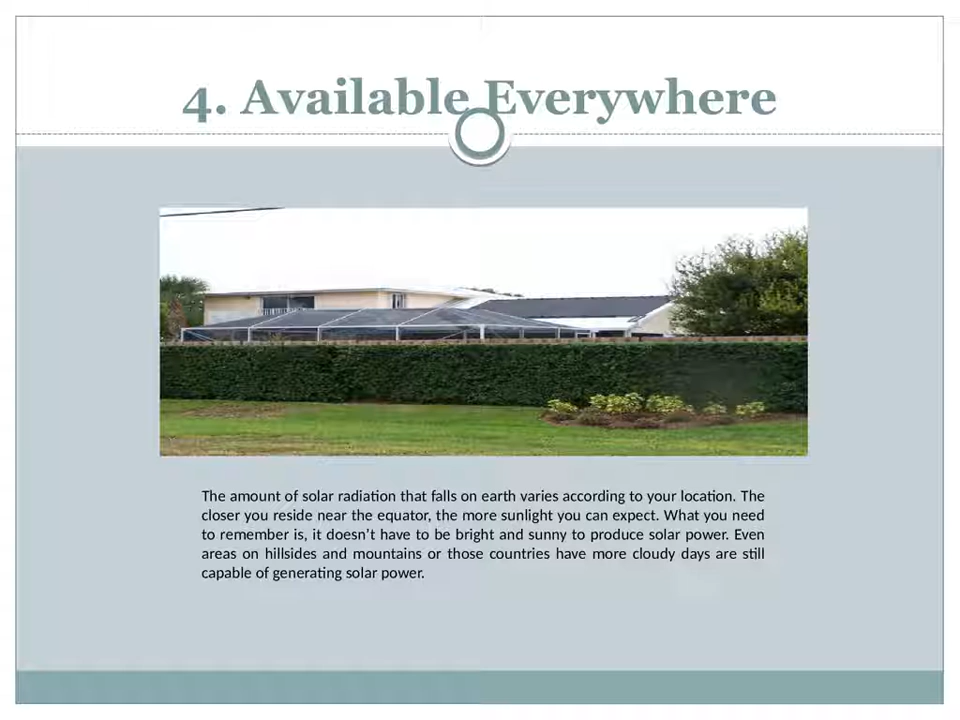 4. Available Everywhere
The amount of solar radiation that falls on earth varies according to your location. The
closer you reside near the equator, the more sunlight you can expect. What you need
to remember is, it doesn't have to be bright and sunny to produce solar power. Even
areas on hillsides and mountains or those countries have more cloudy days are still
capable of generating solar power.